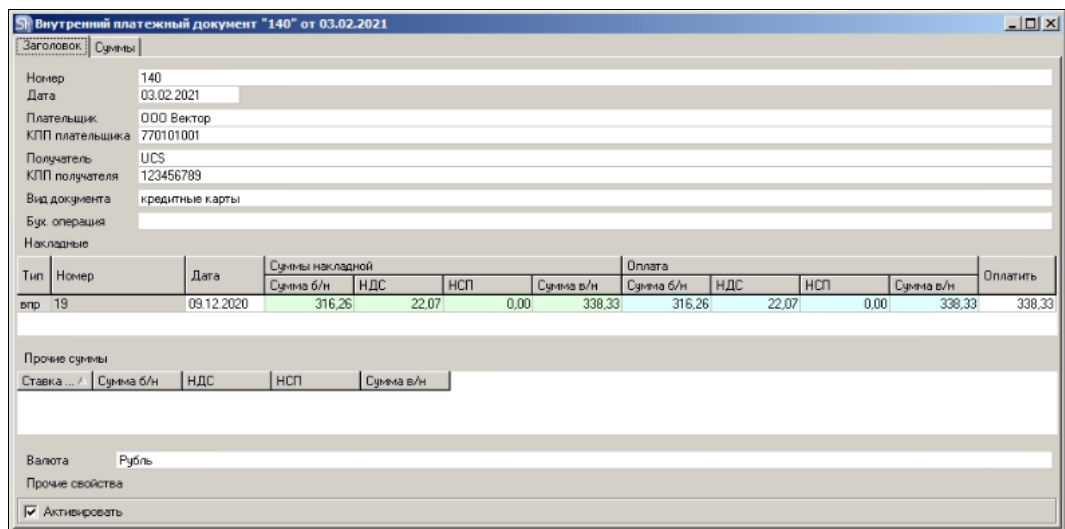 Внутренний платежный документ "140" от 03.02.2021
Заголовок Суммы
Номер 140
Дата 03.02.2021
Плательщик ООО Вектор
КПП плательщика 770101001
Получатель UCS
КПП получателя 123456789
Вид документа кредитные карты
Бух. операция
Накладные
Тип Номер Дата Суммы накладной Оплата Оплатить
Сумма б/н НДС НСП Сумма в/н Сумма б/н НДС НСП Сумма в/н
впр 19 09.12.2020 316,26 22,07 0,00 338,33 316,26 22,07 0,00 338,33 338,33
Прочие суммы
Ставка ... Сумма б/н НДС НСП Сумма в/н
Валюта Рубль
Прочие свойства
Активировать